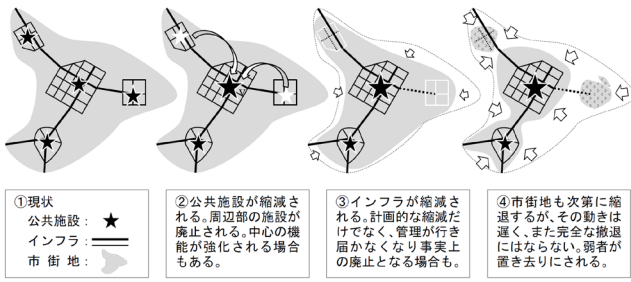 ①現状
公共施設：
インフラ：
市 街 地：
②公共施設が縮減
される。周辺部の施設が
廃止される。中心の機
能が強化される場合
もある。
③インフラが縮減
される。計画的な縮減だ
けでなく、管理が行き
届かなくなり事実上
の廃止となる場合も。
④市街地も次第に縮
退するが、その動きは
遅く、また完全な撤退
にはならない。弱者が
置き去りにされる。